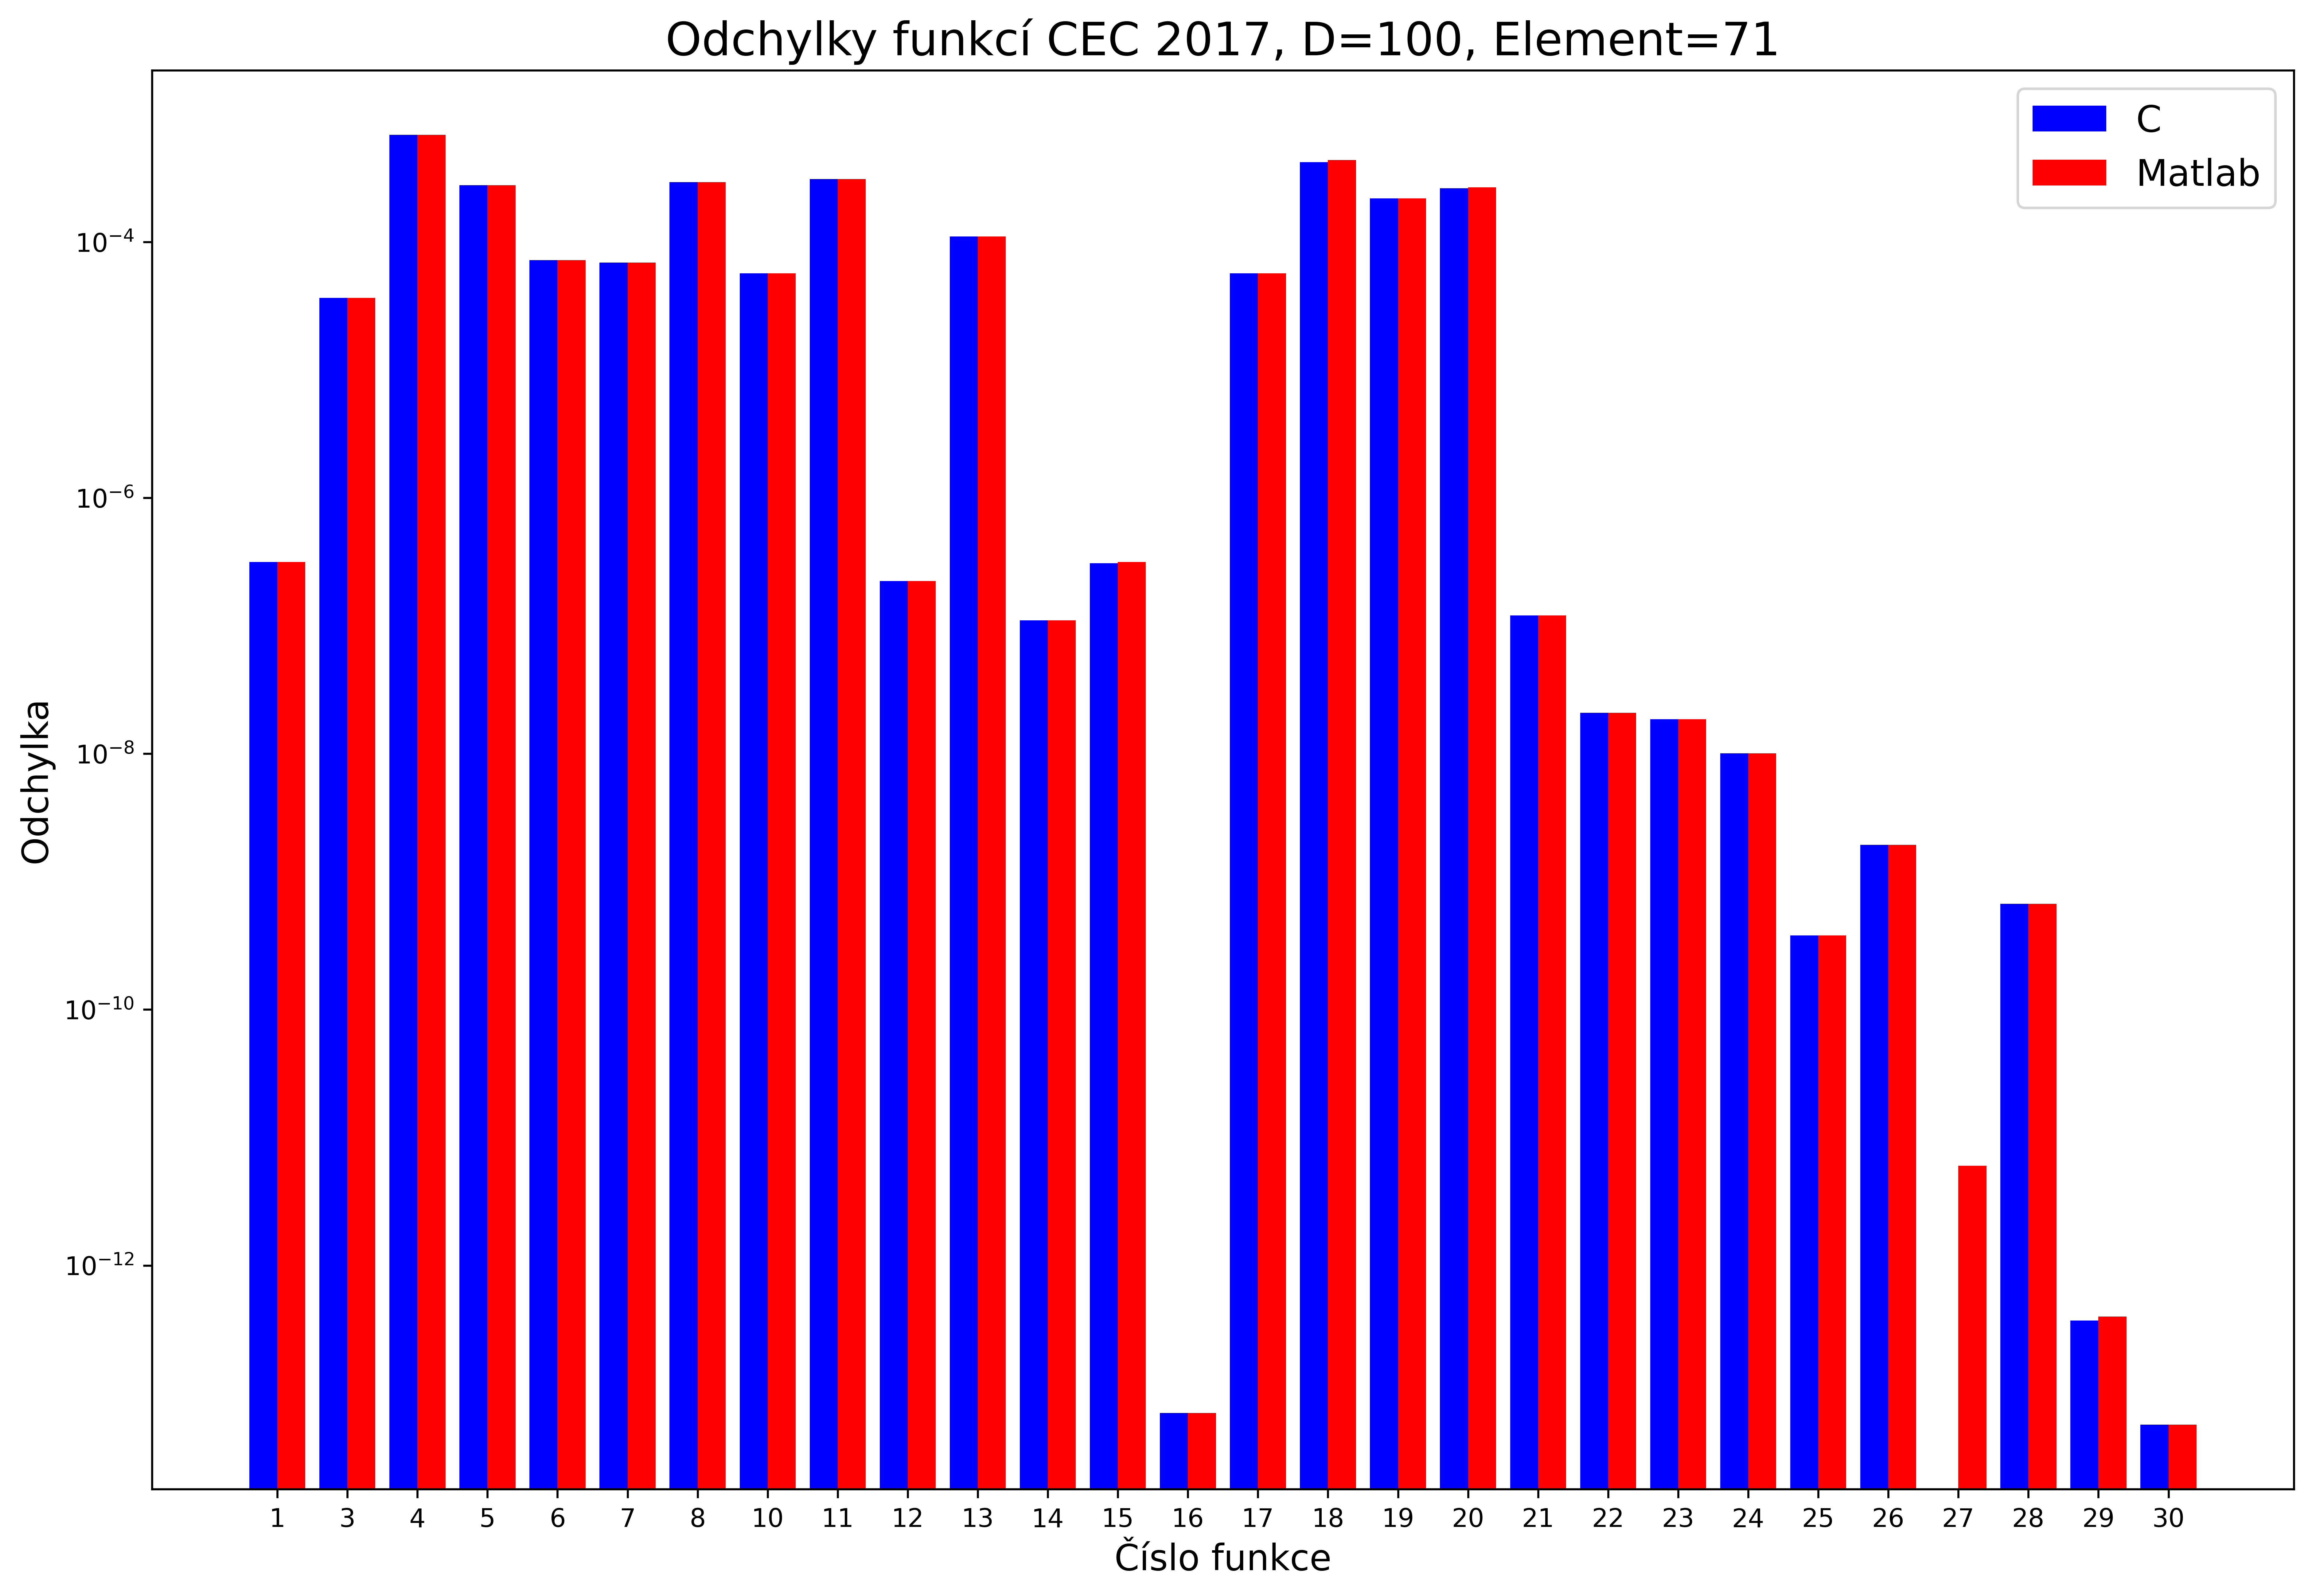 Odchylky funkcí CEC 2017, D=100, Element=71
C
Matlab
Odchylka
10⁻⁴
10⁻⁶
10⁻⁸
10⁻¹⁰
10⁻¹²
1 3 4 5 6 7 8 10 11 12 13 14 15 16 17 18 19 20 21 22 23 24 25 26 27 28 29 30
Číslo funkce